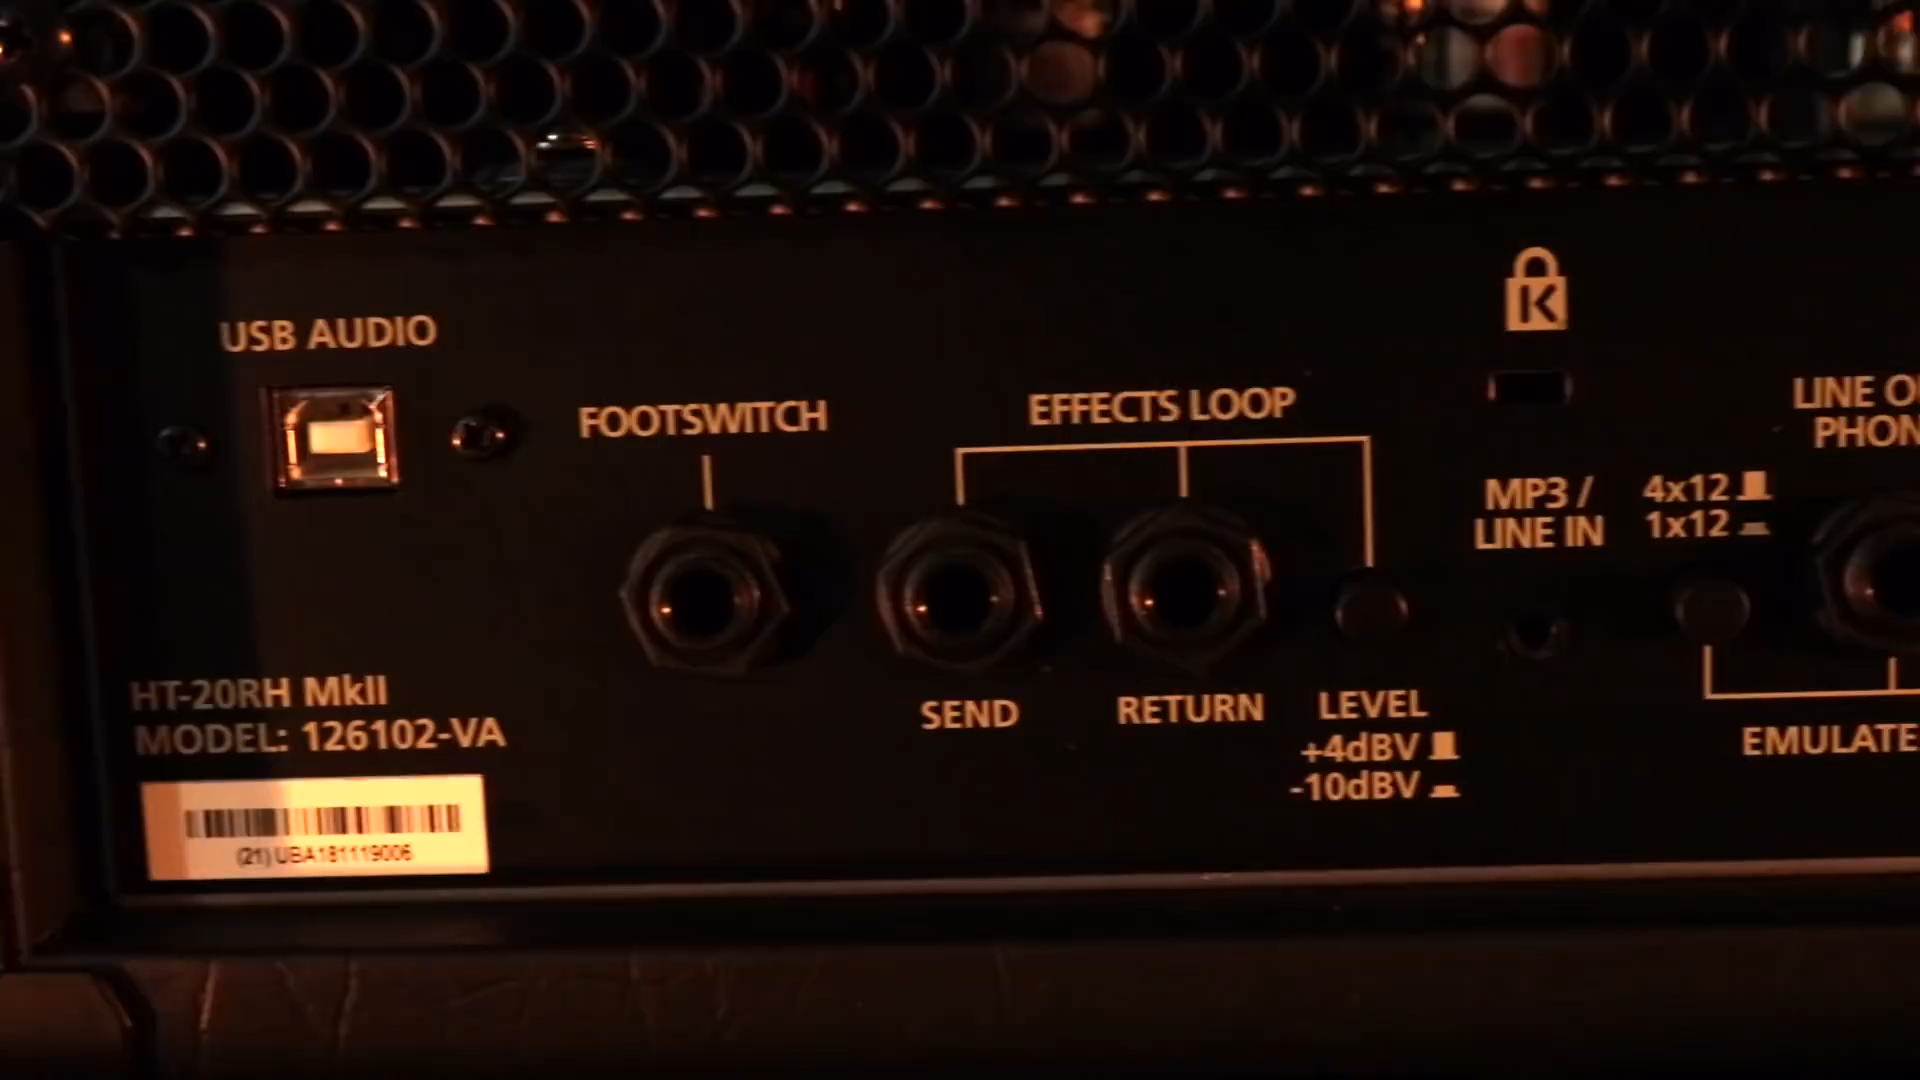 USB AUDIO
FOOTSWITCH
EFFECTS LOOP
K
LINE
4x12
1x12
MP3 /
LINE IN
SEND
RETURN
LEVEL
+4dBV
-10dBV
HT-20RH MkII
MODEL: 126102-VA
(21) UBA181119006